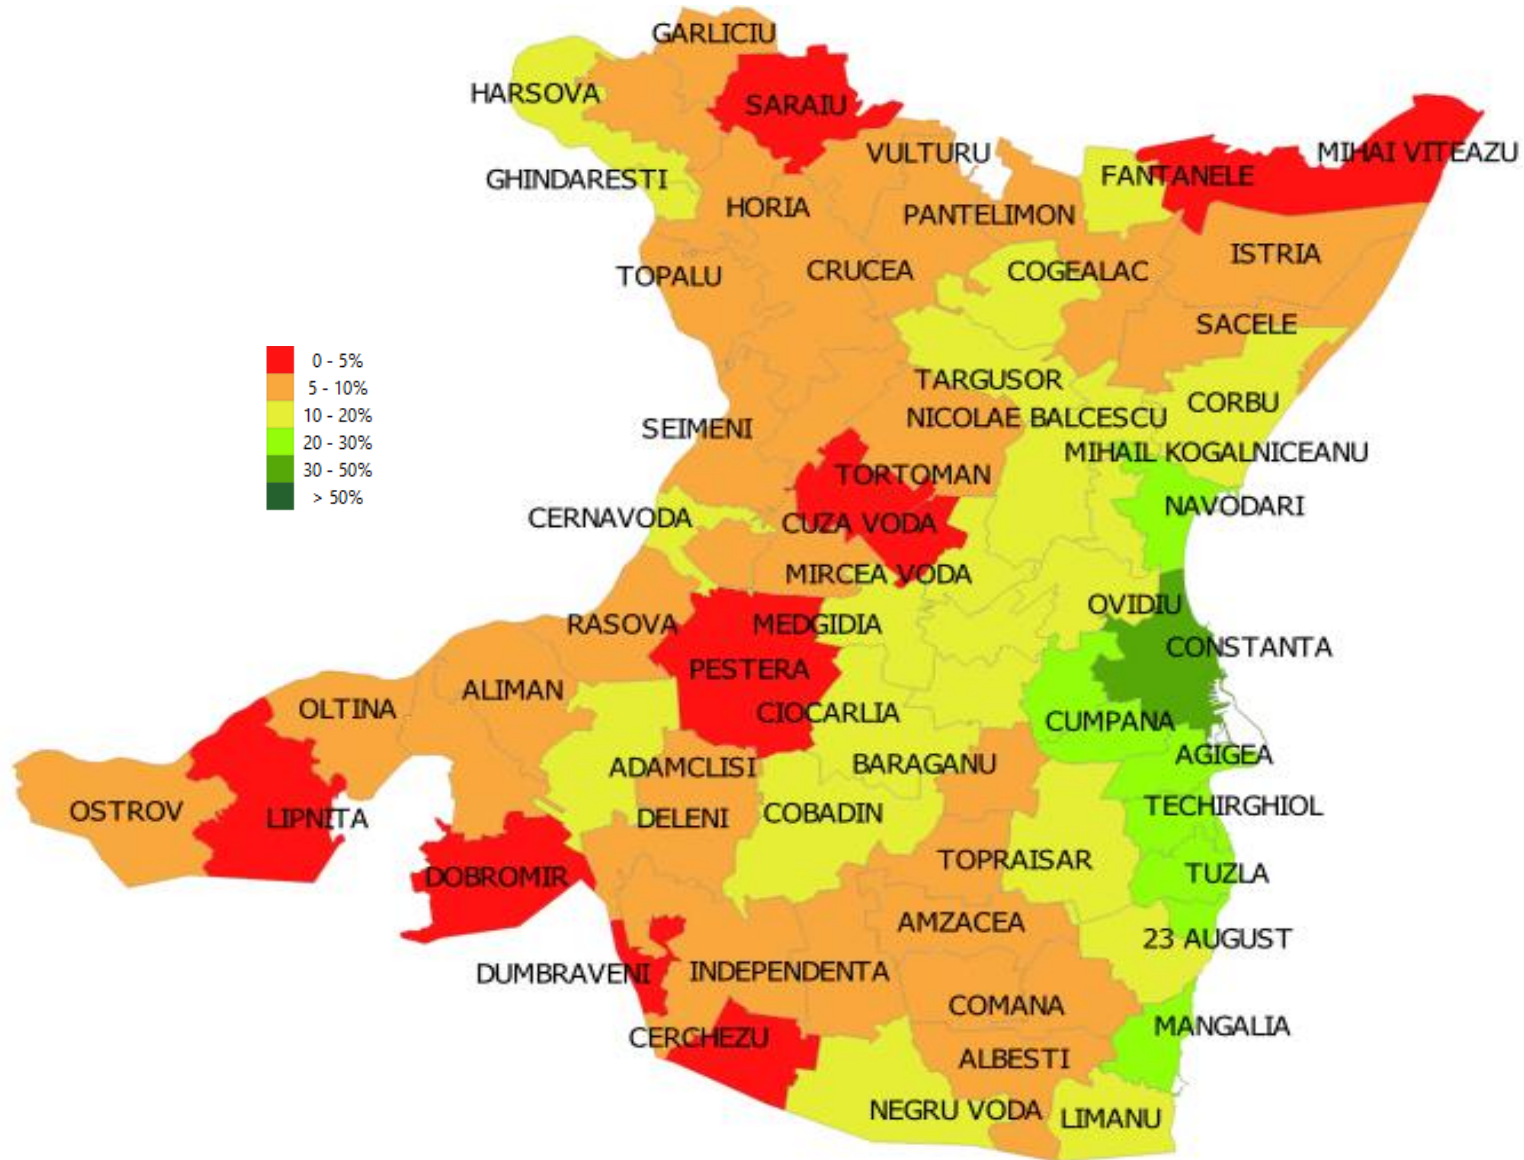 GARLICIU
HARSOVA
SARAIU
VULTURU
MIHAI VITEAZU
GHINDARESTI
FANTANELE
HORIA
PANTELIMON
TOPALU
CRUCEA
COGEALAC
ISTRIA
SACELE
0 - 5%
5 - 10%
10 - 20%
20 - 30%
30 - 50%
> 50%
TARGUSOR
CORBU
NICOLAE BALCESCU
SEIMENI
MIHAIL KOGALNICEANU
TORTOMAN
NAVODARI
CERNAVODA
CUZA VODA
MIRCEA VODA
OVIDIU
RASOVA
MEDGIDIA
CONSTANTA
PESTERA
ALIMAN
OLTINA
CIOCARLIA
CUMPANA
AGIGEA
ADAMCLISI
BARAGANU
OSTROV
LIPNITA
DELENI
COBADIN
TECHIRGHIOL
TOPRAISAR
DOBROMIR
TUZLA
AMZACEA
23 AUGUST
DUMBRAVENI
INDEPENDENTA
COMANA
MANGALIA
CERCHEZU
ALBESTI
NEGRU VODA
LIMANU